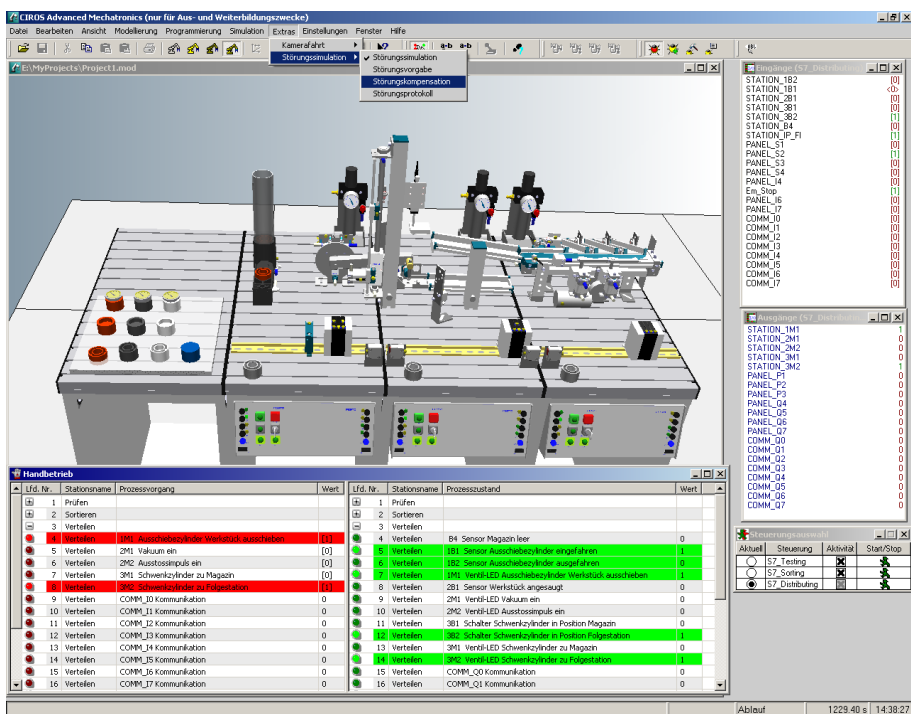 CIROS Advanced Mechatronics (nur für Aus- und Weiterbildungszwecke)
Datei Bearbeiten Ansicht Modellierung Programmierung Simulation Extras Einstellungen Fenster Hilfe
Kamerafahrt
Störungssimulation
Störungssimulation
Störungsvorgabe
Störungskompensation
Störungsprotokoll
E:\MyProjects\Project1.mod
Eingänge (S7_Distributing)
STATION_1B2 [0]
STATION_1B1 <0>
STATION_2B1 [0]
STATION_3B1 [0]
STATION_3B2 [1]
STATION_B4 [0]
STATION_IP_FI [1]
PANEL_S1 [0]
PANEL_S2 [1]
PANEL_S3 [0]
PANEL_S4 [0]
PANEL_I4 [0]
Em_Stop [1]
PANEL_I6 [0]
PANEL_I7 [0]
COMM_I0 [0]
COMM_I1 [0]
COMM_I2 [0]
COMM_I3 [0]
COMM_I4 [0]
COMM_I5 [0]
COMM_I6 [0]
COMM_I7 [0]
Ausgänge (S7_Distributing)
STATION_1M1 1
STATION_2M1 0
STATION_2M2 0
STATION_3M1 0
STATION_3M2 1
PANEL_P1 0
PANEL_P2 0
PANEL_P3 0
PANEL_Q4 0
PANEL_Q5 0
PANEL_Q6 0
PANEL_Q7 0
COMM_Q0 0
COMM_Q1 0
COMM_Q2 0
COMM_Q3 0
COMM_Q4 0
COMM_Q5 0
COMM_Q6 0
COMM_Q7 0
Handbetrieb
Lfd. Nr. Stationsname Prozessvorgang Wert
1 Prüfen
2 Sortieren
3 Verteilen
4 Verteilen 1M1 Ausschiebezylinder Werkstück ausschieben [1]
5 Verteilen 2M1 Vakuum ein [0]
6 Verteilen 2M2 Ausstossimpuls ein [0]
7 Verteilen 3M1 Schwenkzylinder zu Magazin [0]
8 Verteilen 3M2 Schwenkzylinder zu Folgestation [1]
9 Verteilen COMM_I0 Kommunikation 0
10 Verteilen COMM_I1 Kommunikation 0
11 Verteilen COMM_I2 Kommunikation 0
12 Verteilen COMM_I3 Kommunikation 0
13 Verteilen COMM_I4 Kommunikation 0
14 Verteilen COMM_I5 Kommunikation 0
15 Verteilen COMM_I6 Kommunikation 0
16 Verteilen COMM_I7 Kommunikation 0
Lfd. Nr. Stationsname Prozesszustand Wert
1 Prüfen
2 Sortieren
3 Verteilen
4 Verteilen B4 Sensor Magazin leer 0
5 Verteilen 1B1 Sensor Ausschiebezylinder eingefahren 1
6 Verteilen 1B2 Sensor Ausschiebezylinder ausgefahren 0
7 Verteilen 1M1 Ventil-LED Ausschiebezylinder Werkstück ausschieben 1
8 Verteilen 2B1 Sensor Werkstück angesaugt 0
9 Verteilen 2M1 Ventil-LED Vakuum ein 0
10 Verteilen 2M2 Ventil-LED Ausstossimpuls ein 0
11 Verteilen 3B1 Schalter Schwenkzylinder in Position Magazin 0
12 Verteilen 3B2 Schalter Schwenkzylinder in Position Folgestation 1
13 Verteilen 3M1 Ventil-LED Schwenkzylinder zu Magazin 0
14 Verteilen 3M2 Ventil-LED Schwenkzylinder zu Folgestation 1
15 Verteilen COMM_Q0 Kommunikation 0
16 Verteilen COMM_Q1 Kommunikation 0
Steuerungsauswahl
Aktuell Steuerung Aktivität Start/Stop
S7_Testing
S7_Sorting
S7_Distributing
Ablauf 1229.40 s 14:38:27